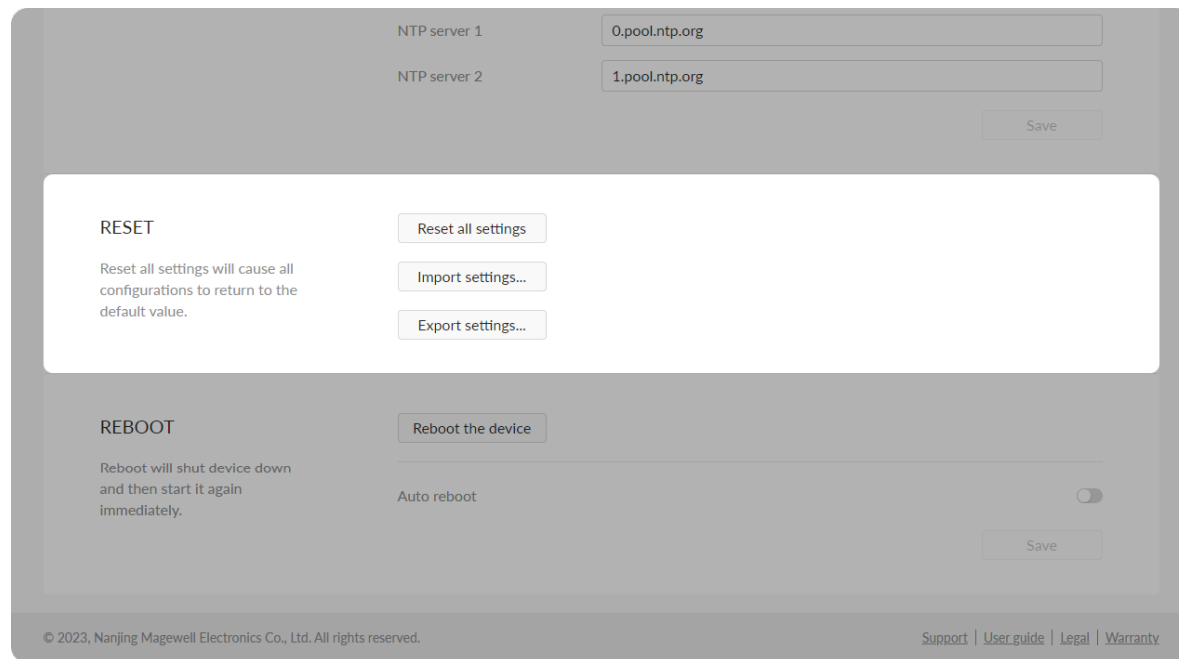 NTP server 1
0.pool.ntp.org
NTP server 2
1.pool.ntp.org
Save
RESET
Reset all settings will cause all
configurations to return to the
default value.
Reset all settings
Import settings...
Export settings...
REBOOT
Reboot will shut device down
and then start it again
immediately.
Reboot the device
Auto reboot
Save
© 2023, Nanjing Magewell Electronics Co., Ltd. All rights reserved.
Support | User guide | Legal | Warranty